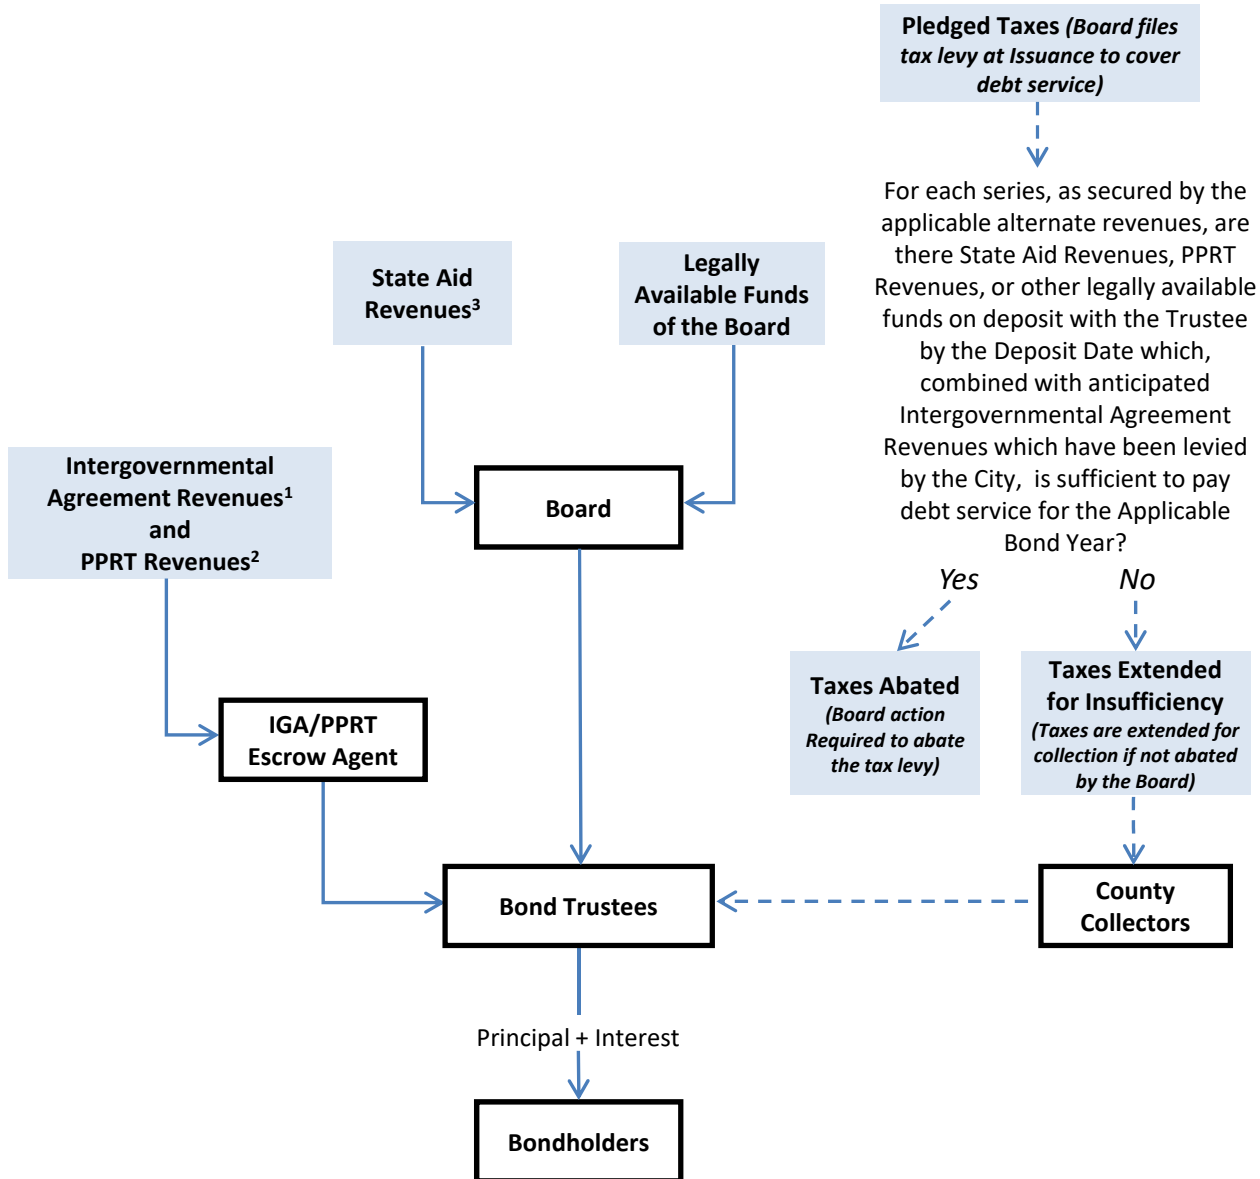 Pledged Taxes (Board files
tax levy at Issuance to cover
debt service)
For each series, as secured by the
applicable alternate revenues, are
there State Aid Revenues, PPRT
Revenues, or other legally available
funds on deposit with the Trustee
by the Deposit Date which,
combined with anticipated
Intergovernmental Agreement
Revenues which have been levied
by the City, is sufficient to pay
debt service for the Applicable
Bond Year?
State Aid
Revenues³
Legally
Available Funds
of the Board
Intergovernmental
Agreement Revenues¹
and
PPRT Revenues²
Board
Yes
No
Taxes Abated
(Board action
Required to abate
the tax levy)
Taxes Extended
for Insufficiency
(Taxes are extended for
collection if not abated
by the Board)
IGA/PPRT
Escrow Agent
Bond Trustees
County
Collectors
Principal + Interest
Bondholders